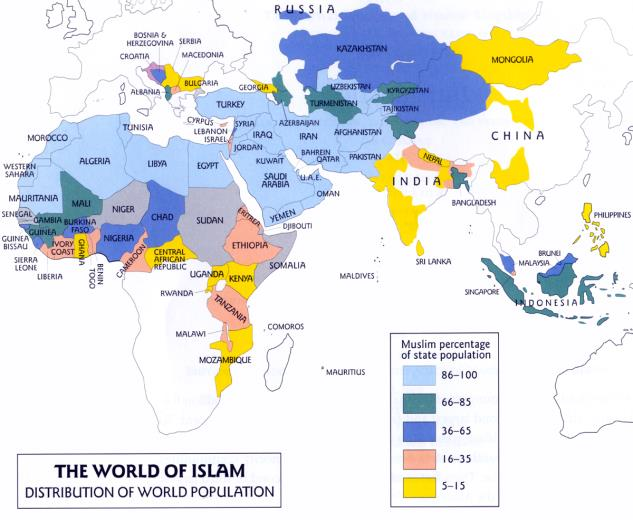 RUSSIA
BOSNIA &
HERZEGOVINA
SERBIA
CROATIA
MACEDONIA
KAZAKHSTAN
MONGOLIA
ALBANIA
BULGARIA
GEORGIA
UZBEKISTAN
KYRGYZSTAN
TURKEY
TURMENISTAN
TAJIKISTAN
CYRPUS
LEBANON
ISRAEL
SYRIA
AZERBAIJAN
TUNISIA
IRAQ
IRAN
AFGHANISTAN
CHINA
MOROCCO
JORDAN
ALGERIA
LIBYA
EGYPT
KUWAIT
BAHREIN
QATAR
PAKISTAN
NEPAL
WESTERN
SAHARA
SAUDI
ARABIA
U.A.E.
INDIA
MAURITANIA
OMAN
BANGLADESH
MALI
NIGER
CHAD
SUDAN
ERITREA
YEMEN
SENEGAL
GAMBIA
BURKINA
FASO
DJIBOUTI
PHILIPPINES
GUINEA
GUINEA
BISSAU
IVORY
COAST
GHANA
NIGERIA
CAMEROON
CENTRAL
AFRICAN
REPUBLIC
ETHIOPIA
SOMALIA
SRI LANKA
BRUNEI
MALAYSIA
SIERRA
LEONE
LIBERIA
TOGO
BENIN
UGANDA
KENYA
MALDIVES
SINGAPORE
INDONESIA
RWANDA
TANZANIA
MALAWI
COMOROS
MOZAMBIQUE
MAURITIUS
Muslim percentage
of state population
86–100
66–85
36–65
16–35
5–15
THE WORLD OF ISLAM
DISTRIBUTION OF WORLD POPULATION